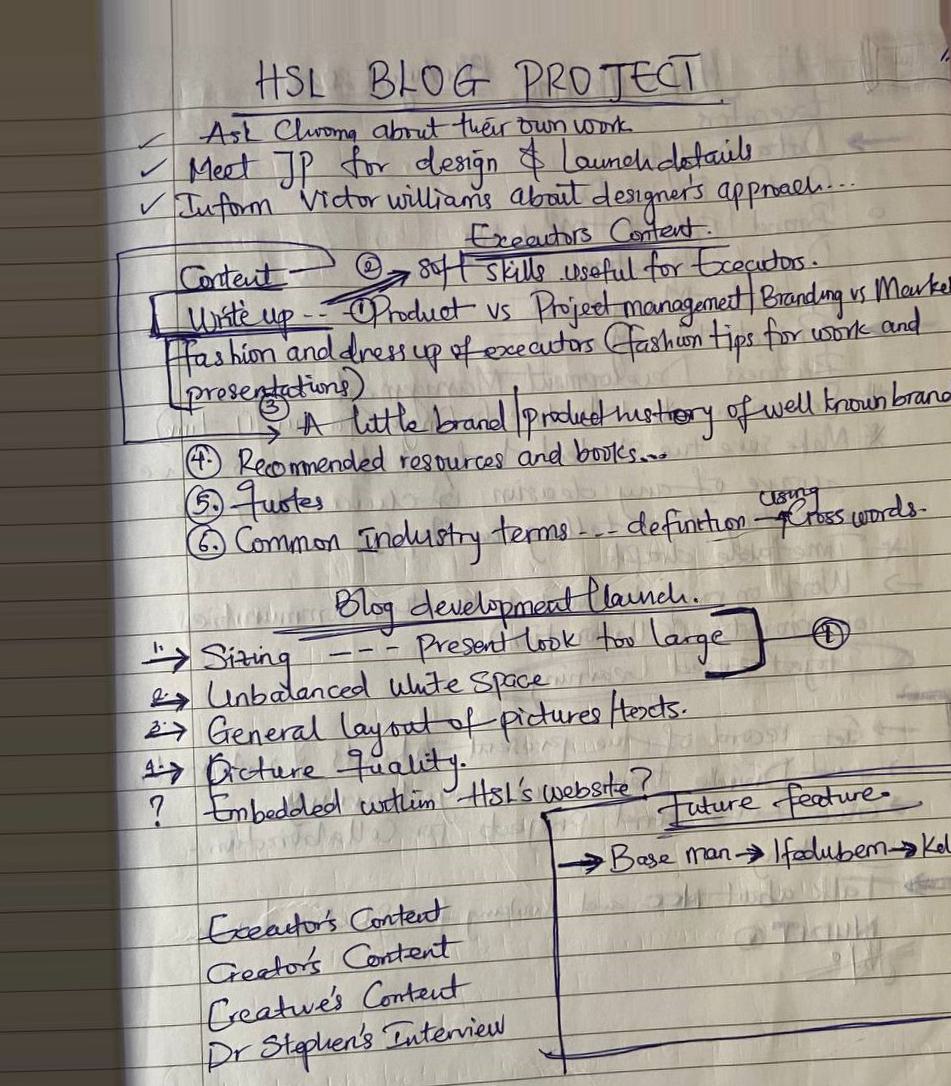 HSL BLOG PROJECT
✓ Ask Chioma about their own work
✓ Meet JP for design & Launch details
✓ Inform Victor williams about designer's approach...
Executors Content.
Content ② → soft skills useful for Executors.
Write up -- ① Product vs Project management | Branding vs Market
fashion and dress up of executors (fashion tips for work and
presentations)
③
→ A little brand/product history of well known brand
④. Recommended resources and books...
⑤. Quotes
using
⑥. Common Industry terms --- definition → Cross words.
Blog development/launch.
1. → Sizing --- Present look too large ①
2. → Unbalanced white space
3. → General layout of pictures/texts.
4. → Picture quality.
? Embedded within HSL's website?
Future feature.
→ Base man → Ifedubem → Kel
Executor's Content
Creator's Content
Creative's Content
Dr Stephen's Interview